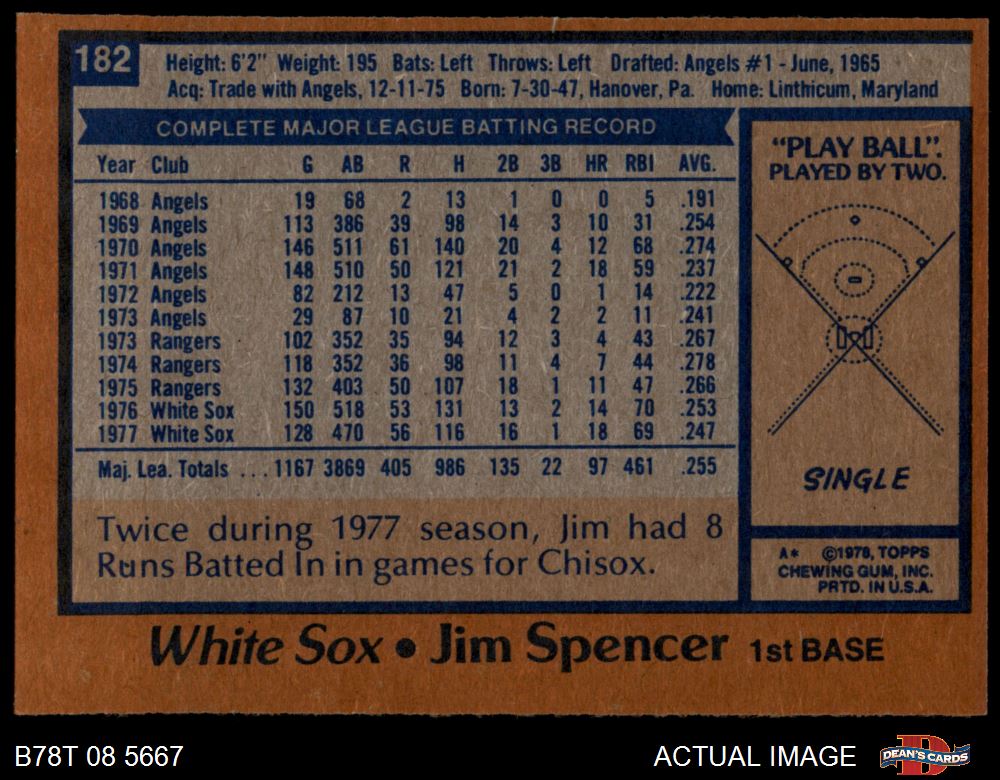 182
Height: 6'2" Weight: 195 Bats: Left Throws: Left Drafted: Angels #1 - June, 1965
Acq: Trade with Angels, 12-11-75 Born: 7-30-47, Hanover, Pa. Home: Linthicum, Maryland
COMPLETE MAJOR LEAGUE BATTING RECORD
Year Club G AB R H 2B 3B HR RBI AVG.
1968 Angels 19 68 2 13 1 0 0 5 .191
1969 Angels 113 386 39 98 14 3 10 31 .254
1970 Angels 146 511 61 140 20 4 12 68 .274
1971 Angels 148 510 50 121 21 2 18 59 .237
1972 Angels 82 212 13 47 5 0 1 14 .222
1973 Angels 29 87 10 21 4 2 2 11 .241
1973 Rangers 102 352 35 94 12 3 4 43 .267
1974 Rangers 118 352 36 98 11 4 7 44 .278
1975 Rangers 132 403 50 107 18 1 11 47 .266
1976 White Sox 150 518 53 131 13 2 14 70 .253
1977 White Sox 128 470 56 116 16 1 18 69 .247
Maj. Lea. Totals ... 1167 3869 405 986 135 22 97 461 .255
Twice during 1977 season, Jim had 8
Runs Batted In in games for Chisox.
"PLAY BALL".
PLAYED BY TWO.
SINGLE
A* ©1978, TOPPS
CHEWING GUM, INC.
PRTD. IN U.S.A.
White Sox • Jim Spencer 1st BASE
B78T 08 5667
ACTUAL IMAGE
DEAN'S CARDS